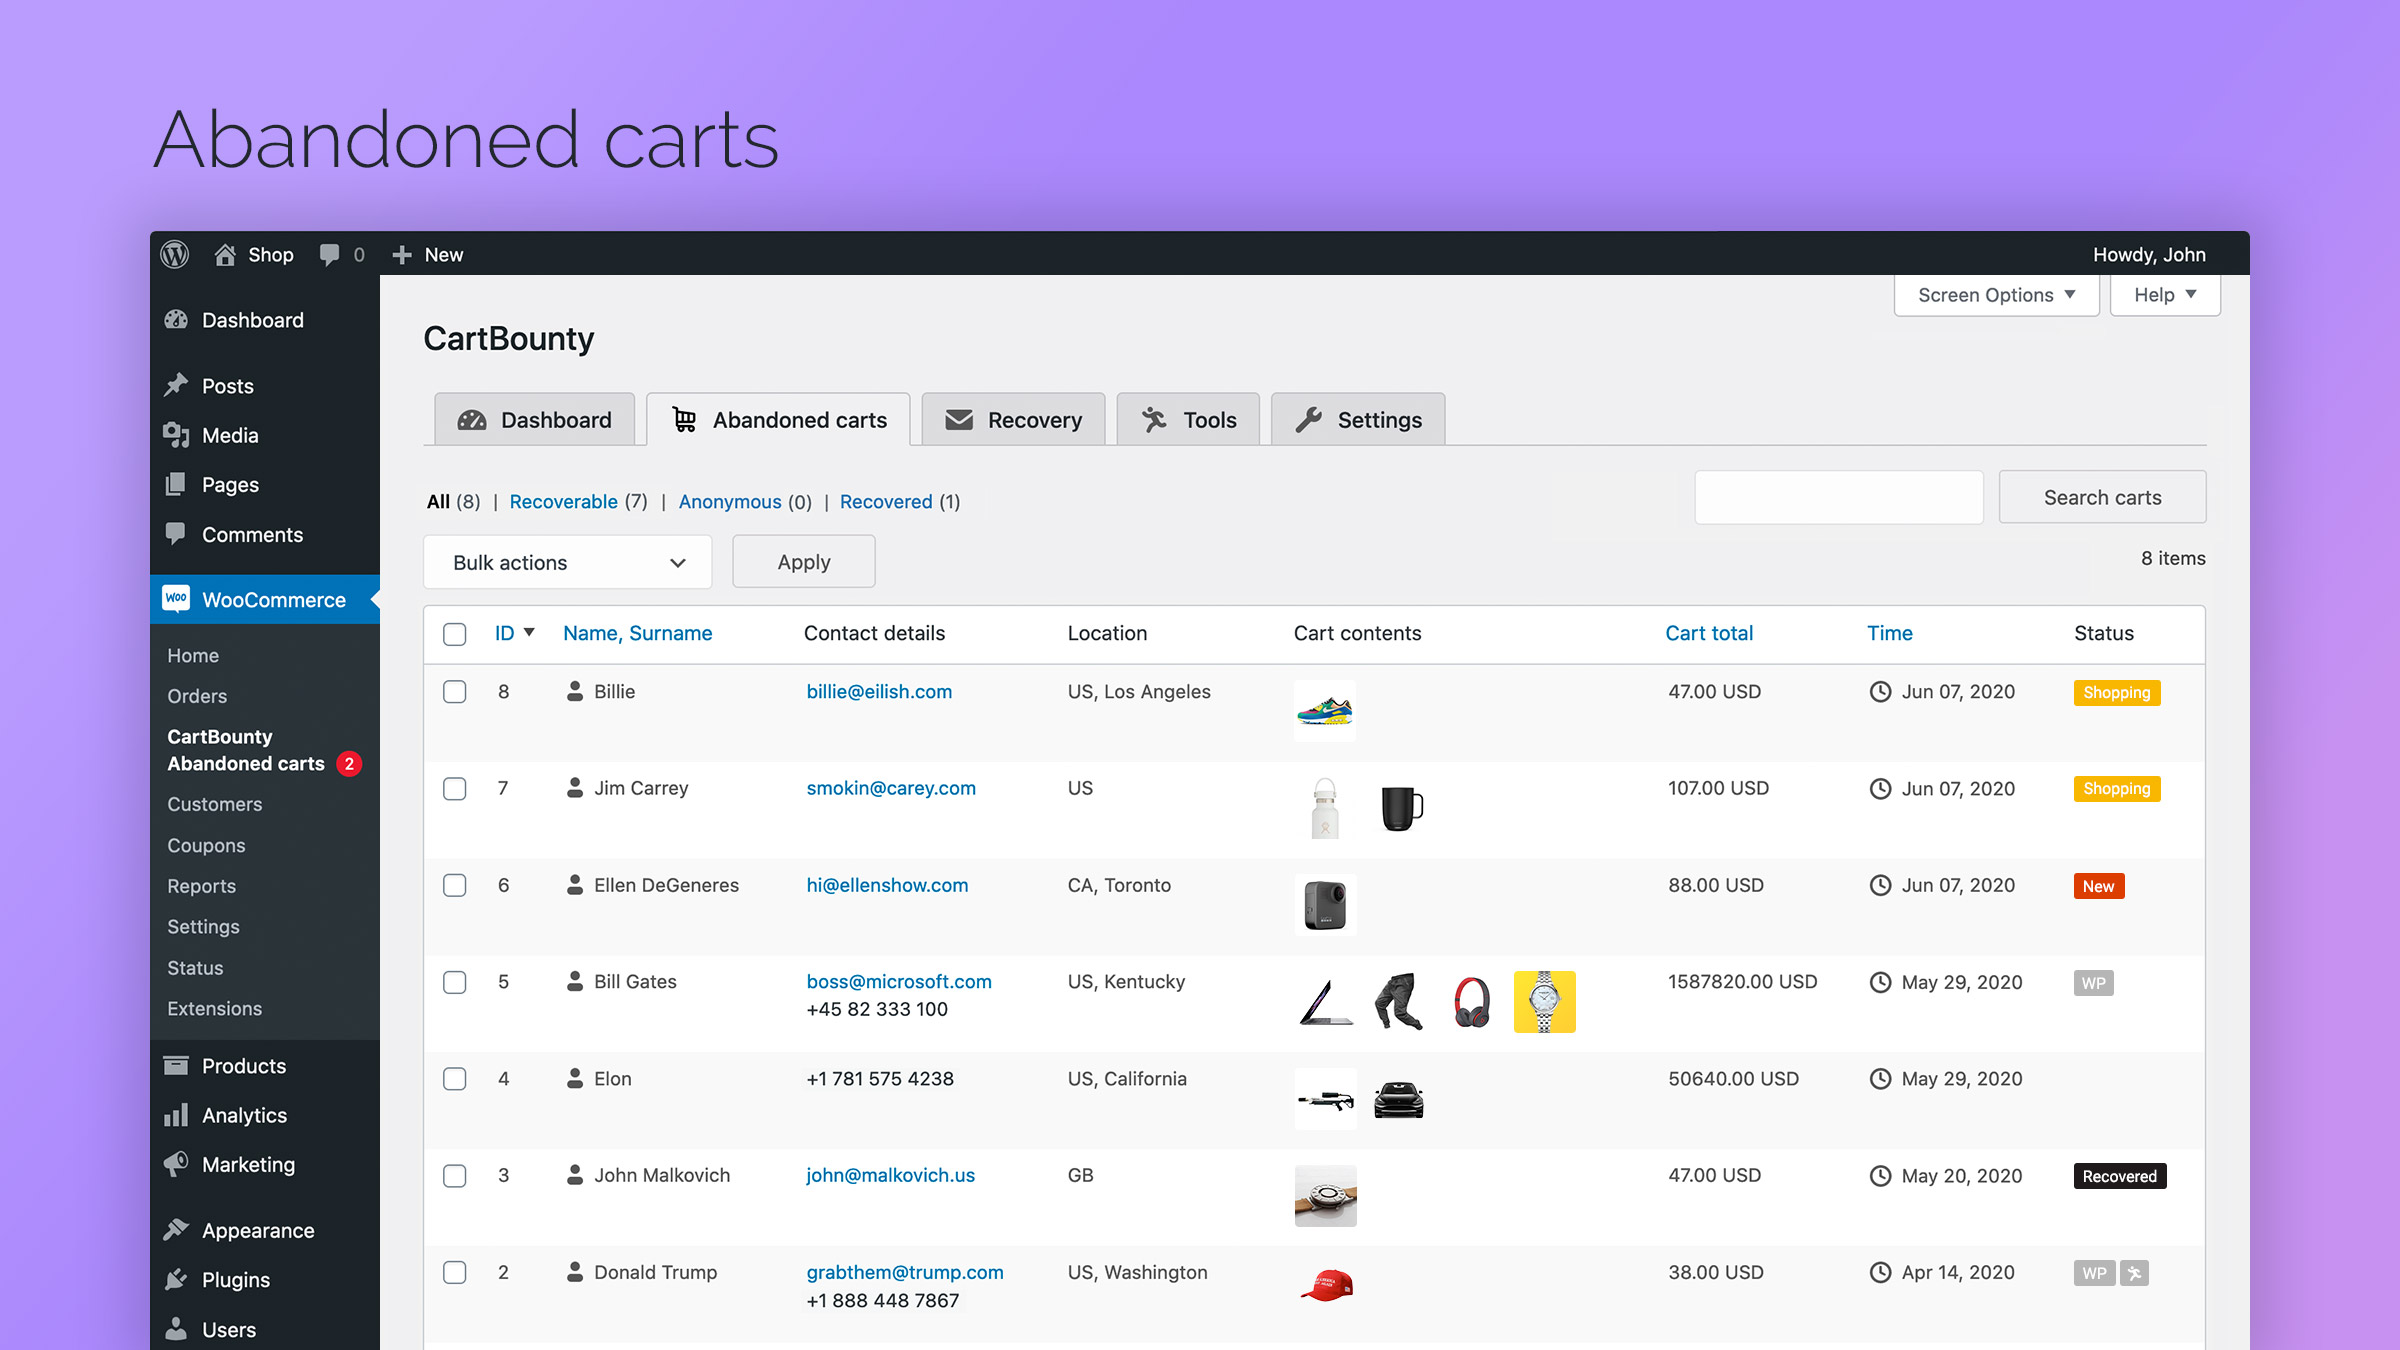 Abandoned carts
Shop 0 New Howdy, John
Screen Options Help
Dashboard
Posts
Media
Pages
Comments
WooCommerce
Home
Orders
CartBounty
Abandoned carts 2
Customers
Coupons
Reports
Settings
Status
Extensions
Products
Analytics
Marketing
Appearance
Plugins
Users
CartBounty
Dashboard Abandoned carts Recovery Tools Settings
All (8) | Recoverable (7) | Anonymous (0) | Recovered (1)
Search carts
Bulk actions Apply
8 items
ID Name, Surname Contact details Location Cart contents Cart total Time Status
8 Billie billie@eilish.com US, Los Angeles 47.00 USD Jun 07, 2020 Shopping
7 Jim Carrey smokin@carey.com US 107.00 USD Jun 07, 2020 Shopping
6 Ellen DeGeneres hi@ellenshow.com CA, Toronto 88.00 USD Jun 07, 2020 New
5 Bill Gates boss@microsoft.com US, Kentucky 1587820.00 USD May 29, 2020 WP
+45 82 333 100
4 Elon +1 781 575 4238 US, California 50640.00 USD May 29, 2020
3 John Malkovich john@malkovich.us GB 47.00 USD May 20, 2020 Recovered
2 Donald Trump grabthem@trump.com US, Washington 38.00 USD Apr 14, 2020 WP
+1 888 448 7867